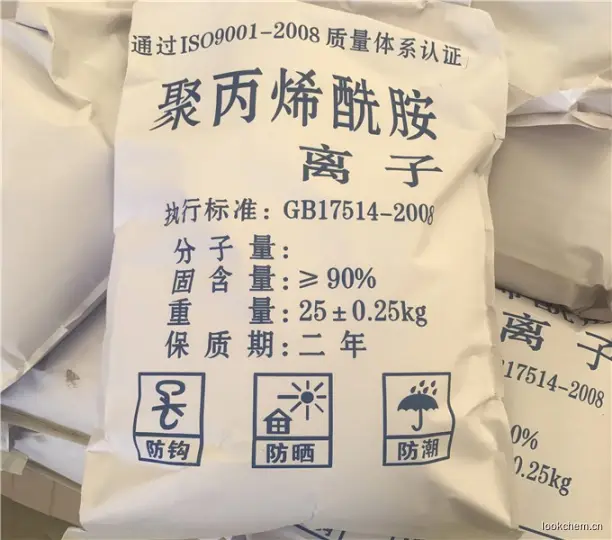 通过ISO9001-2008质量体系认证
聚丙烯酰胺
离子
执行标准：GB17514-2008
分子量：
固含量：≥90%
重量：25±0.25kg
保质期：二年
防钩
防晒
防潮
离子
17514-2008
0%
0.25kg
lookchem.cn